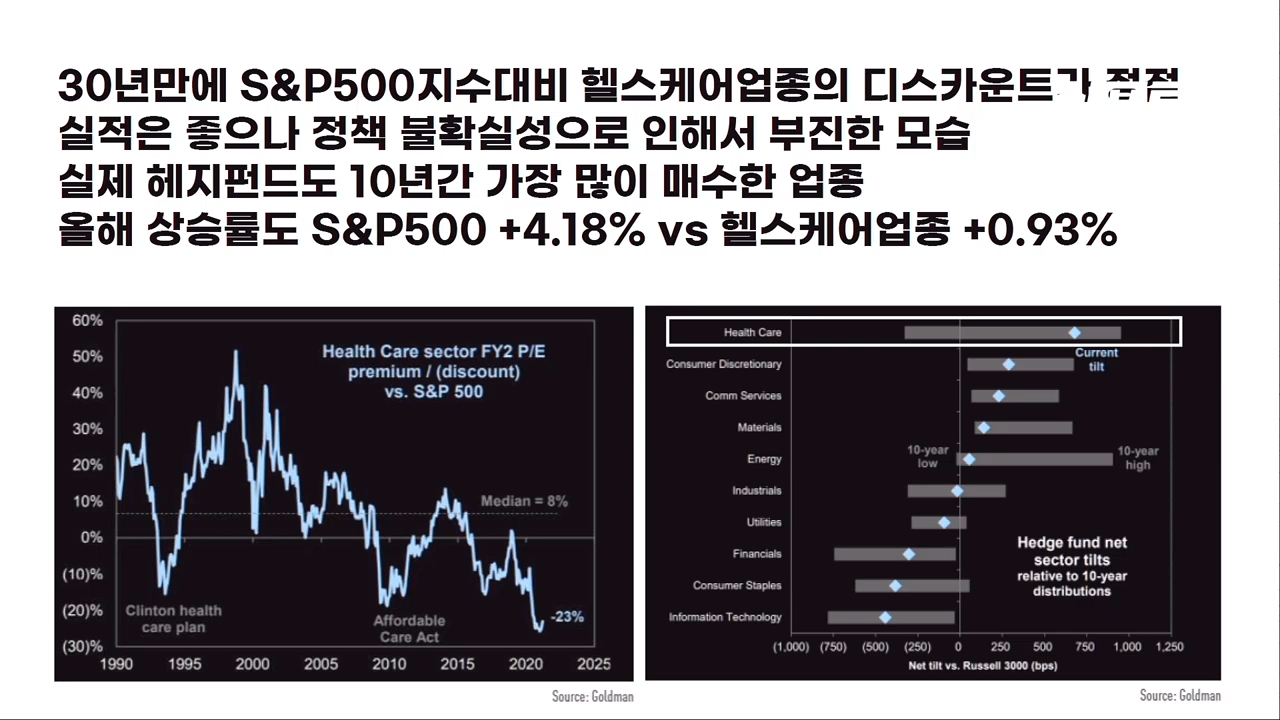 30년만에 S&P500지수대비 헬스케어업종의 디스카운트가
실적은 좋으나 정책 불확실성으로 인해서 부진한 모습
실제 헤지펀드도 10년간 가장 많이 매수한 업종
올해 상승률도 S&P500 +4.18% vs 헬스케어업종 +0.93%
60%
50%
40%
30%
20%
10%
0%
(10)%
(20)%
(30)%
Health Care sector FY2 P/E
premium / (discount)
vs. S&P 500
Median = 8%
Clinton health
care plan
Affordable
Care Act
-23%
1990 1995 2000 2005 2010 2015 2020 2025
Source: Goldman
Health Care
Current
tilt
Consumer Discretionary
Comm Services
Materials
Energy
10-year
low
10-year
high
Industrials
Utilities
Financials
Consumer Staples
Information Technology
Hedge fund net
sector tilts
relative to 10-year
distributions
(1,000) (750) (500) (250) 0 250 500 750 1,000 1,250
Net tilt vs. Russell 3000 (bps)
Source: Goldman